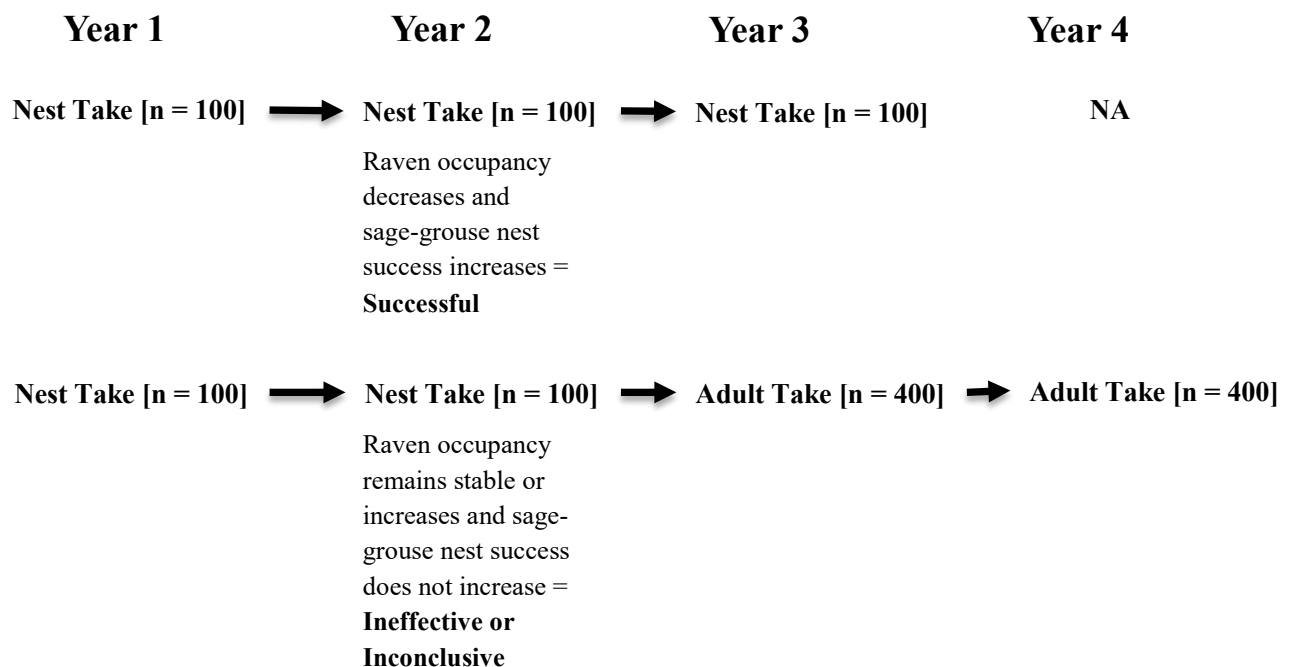 Year 1 Year 2 Year 3 Year 4
Nest Take [n = 100] Nest Take [n = 100] Nest Take [n = 100] NA
Raven occupancy
decreases and
sage-grouse nest
success increases =
Successful
Nest Take [n = 100] Nest Take [n = 100] Adult Take [n = 400] Adult Take [n = 400]
Raven occupancy
remains stable or
increases and sage-
grouse nest success
does not increase =
Ineffective or
Inconclusive